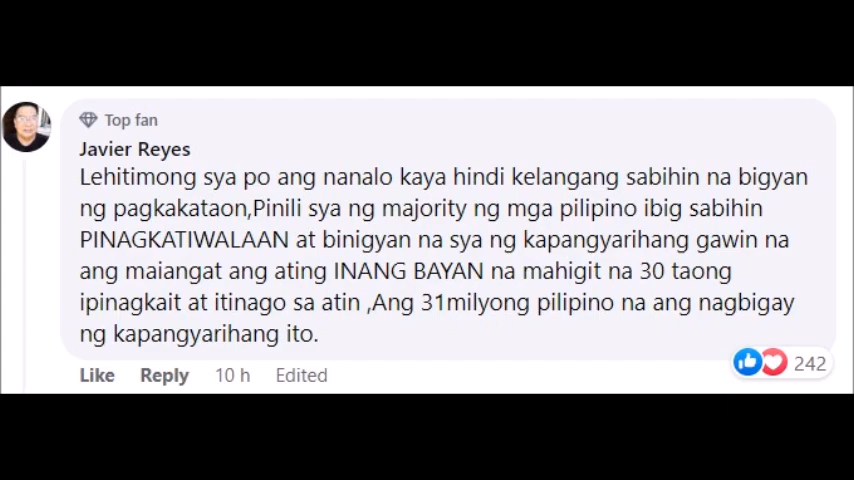 Top fan
Javier Reyes
Lehitimong sya po ang nanalo kaya hindi kelangang sabihin na bigyan
ng pagkakataon,Pinili sya ng majority ng mga pilipino ibig sabihin
PINAGKATIWALAAN at binigyan na sya ng kapangyarihang gawin na
ang maiangat ang ating INANG BAYAN na mahigit na 30 taong
ipinagkait at itinago sa atin ,Ang 31milyong pilipino na ang nagbigay
ng kapangyarihang ito.
242
Like Reply 10 h Edited